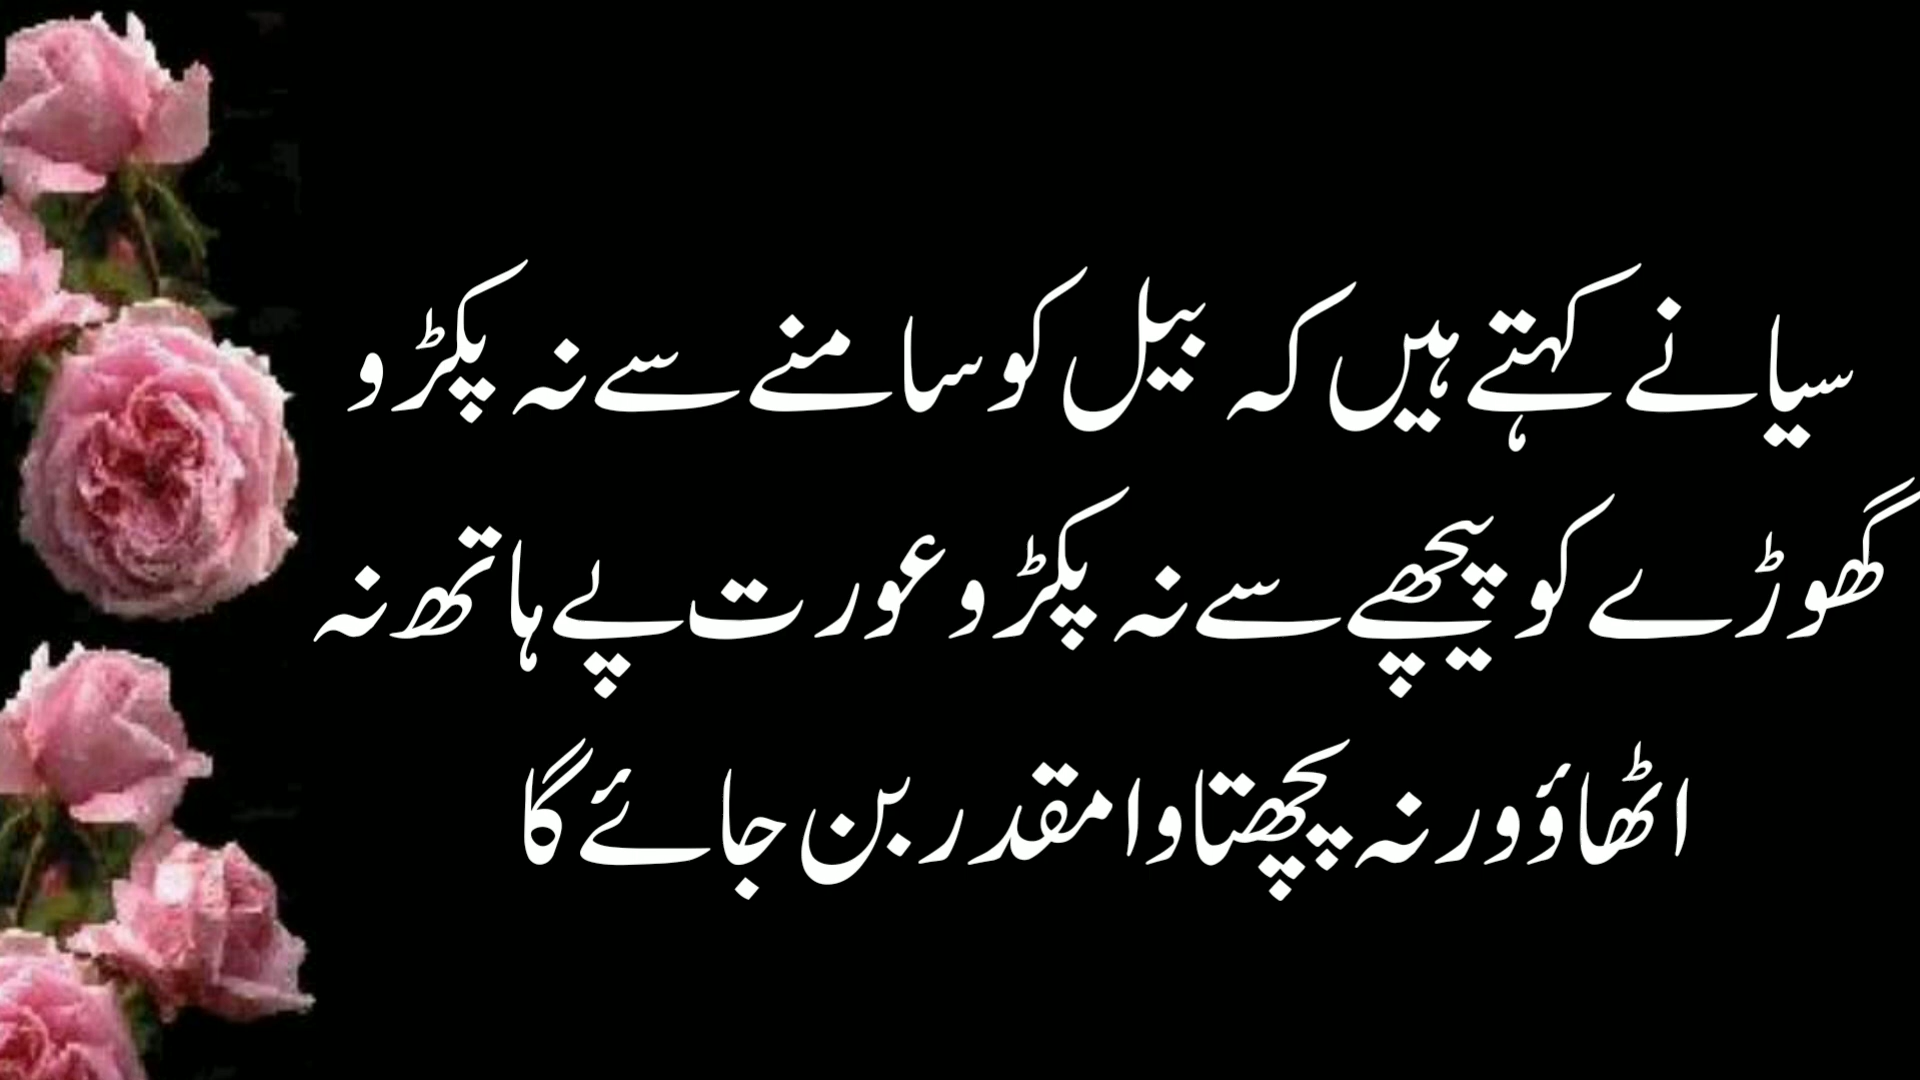 سیانے کہتے ہیں کہ بیل کو سامنے سے نہ پکڑو
گھوڑے کو پیچھے سے نہ پکڑو عورت پے ہاتھ نہ
اٹھاؤ ورنہ پچھتاوا مقدر بن جائے گا